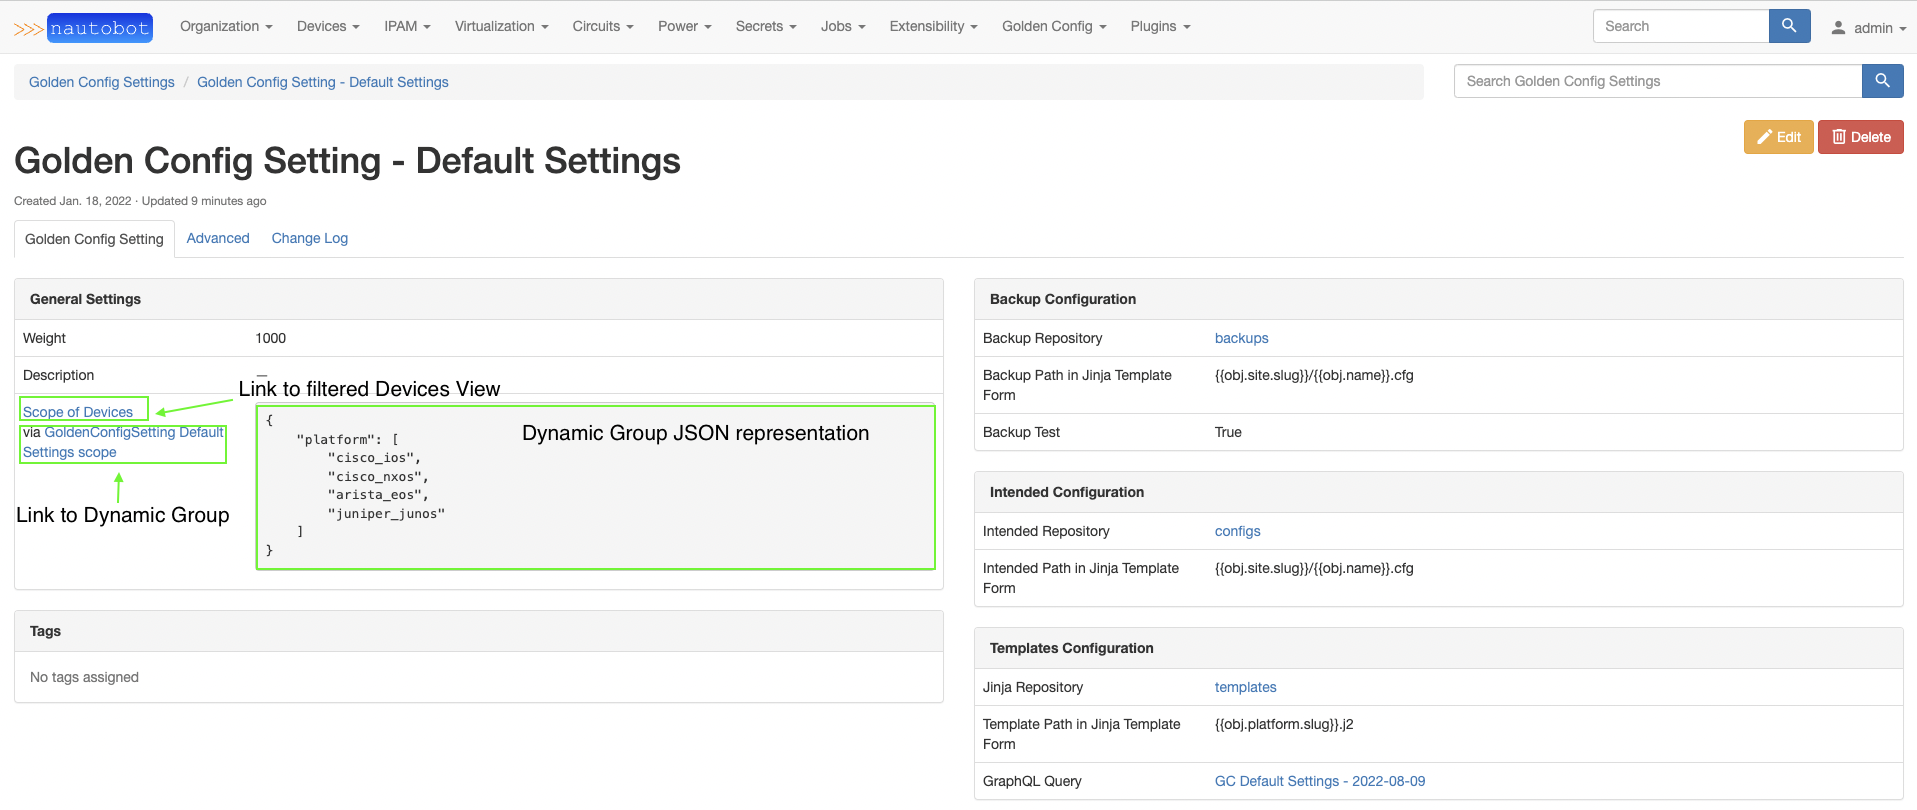 >>> nautobot Organization Devices IPAM Virtualization Circuits Power Secrets Jobs Extensibility Golden Config Plugins Search admin
Golden Config Settings / Golden Config Setting - Default Settings
Search Golden Config Settings
Edit Delete
Golden Config Setting - Default Settings
Created Jan. 18, 2022 · Updated 9 minutes ago
Golden Config Setting Advanced Change Log
General Settings
Weight 1000
Description —
Link to filtered Devices View
Scope of Devices
via GoldenConfigSetting Default
Settings scope
Link to Dynamic Group
Dynamic Group JSON representation
{
"platform": [
"cisco_ios",
"cisco_nxos",
"arista_eos",
"juniper_junos"
]
}
Tags
No tags assigned
Backup Configuration
Backup Repository backups
Backup Path in Jinja Template {{obj.site.slug}}/{{obj.name}}.cfg
Form
Backup Test True
Intended Configuration
Intended Repository configs
Intended Path in Jinja Template {{obj.site.slug}}/{{obj.name}}.cfg
Form
Templates Configuration
Jinja Repository templates
Template Path in Jinja Template {{obj.platform.slug}}.j2
Form
GraphQL Query GC Default Settings - 2022-08-09